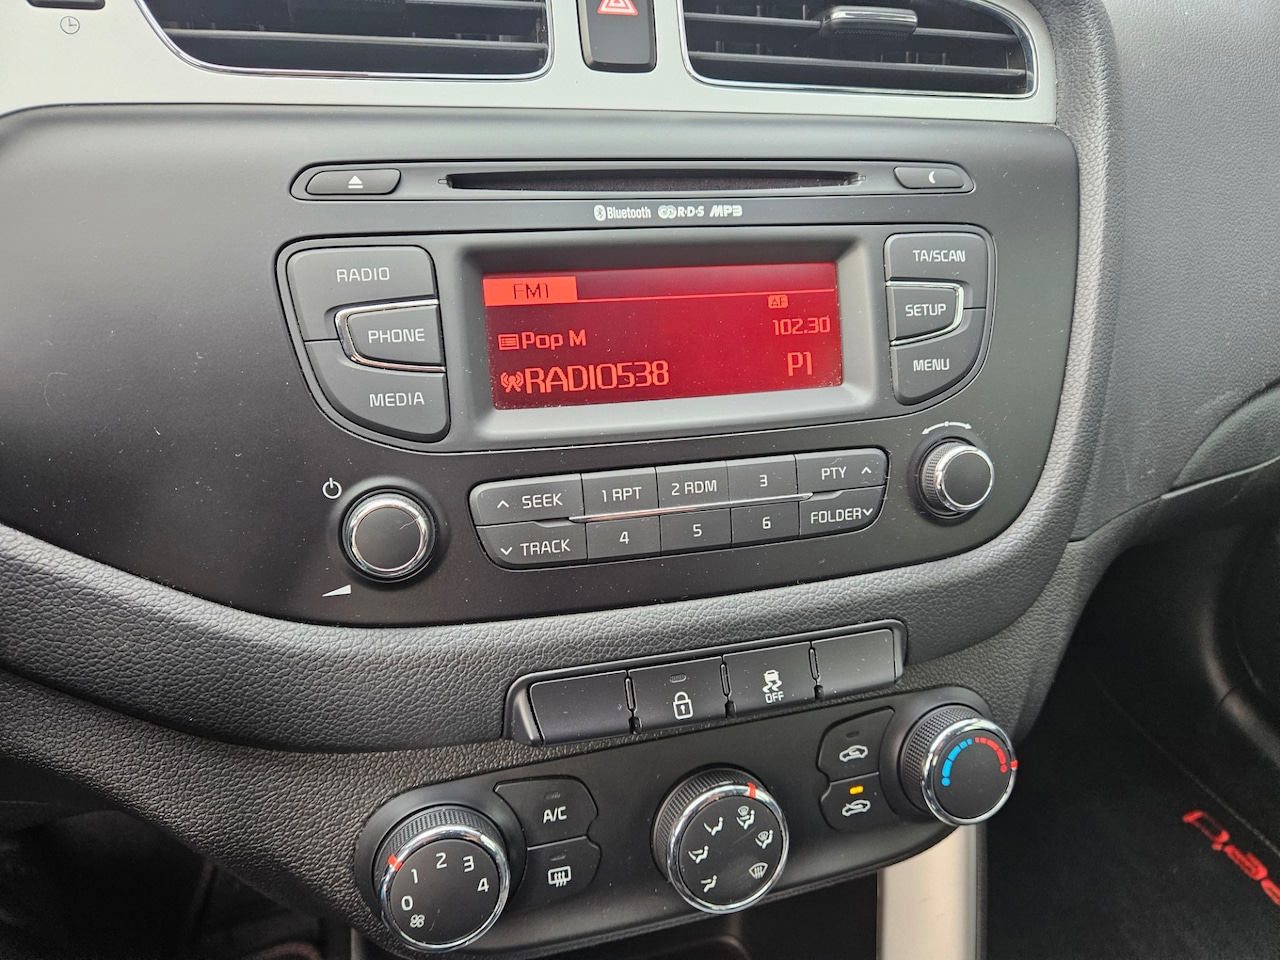 Bluetooth R·D·S MP3
RADIO
PHONE
MEDIA
FM1
AF
Pop M
102.30
RADIO538
P1
TA/SCAN
SETUP
MENU
SEEK
1 RPT
2 RDM
3
PTY
TRACK
4
5
6
FOLDER
OFF
A/C
0 1 2 3 4